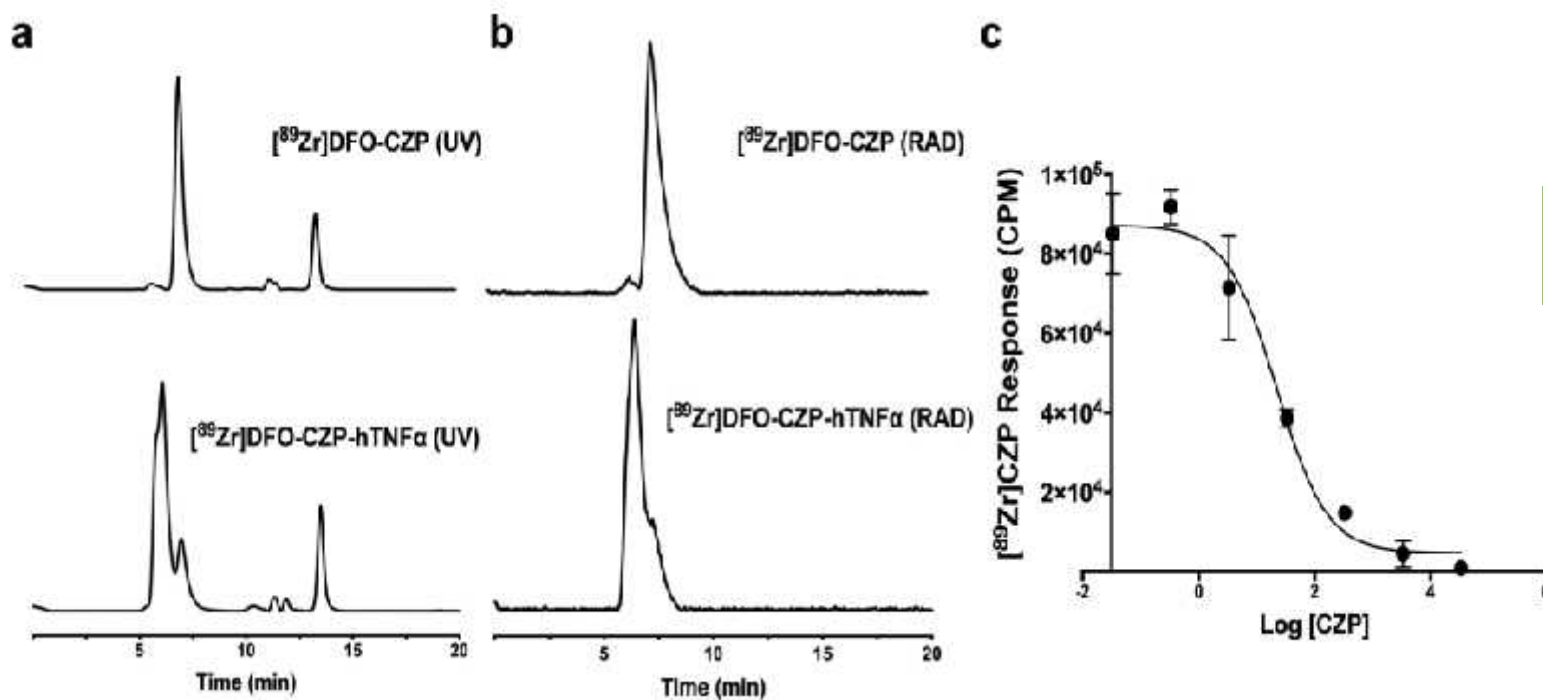 a
[⁸⁹Zr]DFO-CZP (UV)
[⁸⁹Zr]DFO-CZP-hTNFα (UV)
5
10
15
20
Time (min)
b
[⁸⁹Zr]DFO-CZP (RAD)
[⁸⁹Zr]DFO-CZP-hTNFα (RAD)
5
10
15
20
Time (min)
c
[⁸⁹Zr]CZP Response (CPM)
1×10⁵
8×10⁴
6×10⁴
4×10⁴
2×10⁴
-2
0
2
4
6
Log [CZP]